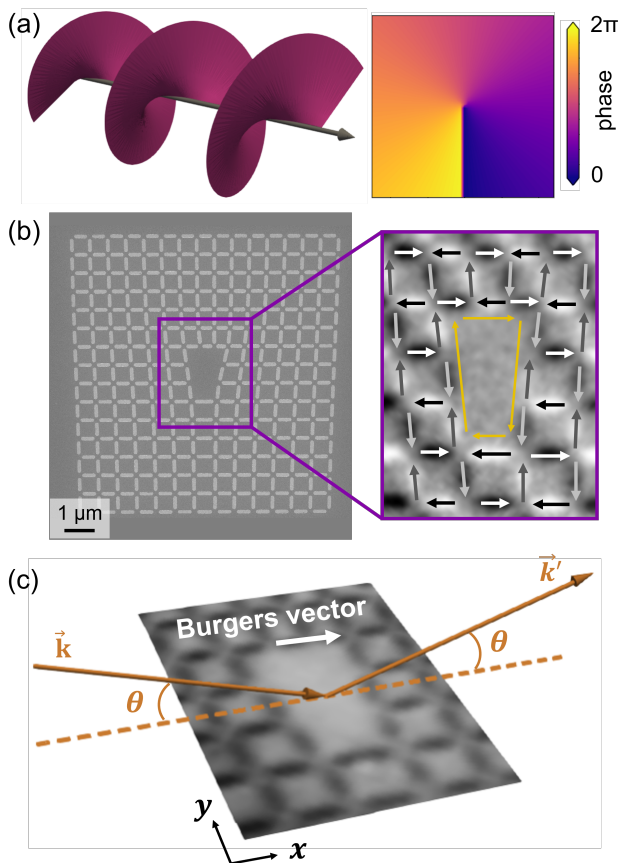 (a)
2π
phase
0
(b)
1 μm
(c)
Burgers vector
k⃗
k⃗′
θ
θ
y
x